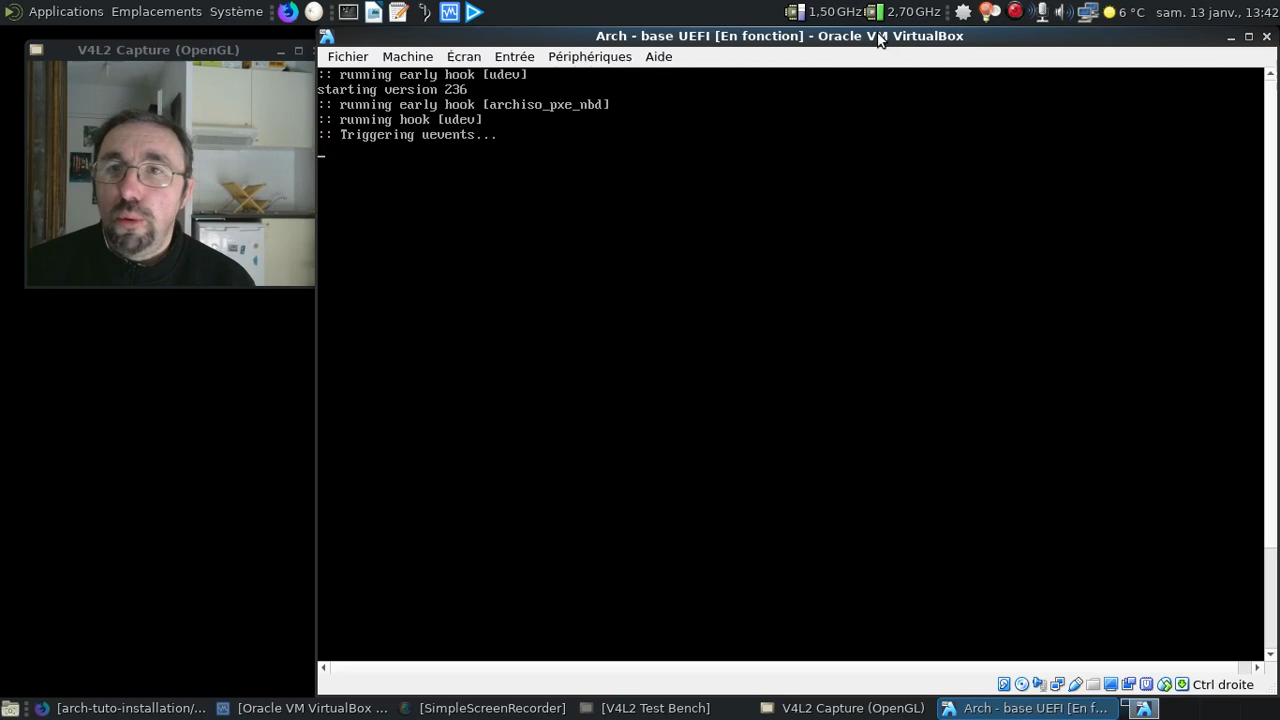 Applications Emplacements Système 1,50 GHz 2,70 GHz 6 °C sam. 13 janv., 13:42
V4L2 Capture (OpenGL)
Arch - base UEFI [En fonction] - Oracle VM VirtualBox
Fichier Machine Écran Entrée Périphériques Aide
:: running early hook [udev]
starting version 236
:: running early hook [archiso_pxe_nbd]
:: running hook [udev]
:: Triggering uevents...
Ctrl droite
[arch-tuto-installation/... [Oracle VM VirtualBox ... [SimpleScreenRecorder] [V4L2 Test Bench] V4L2 Capture (OpenGL) Arch - base UEFI [En f...